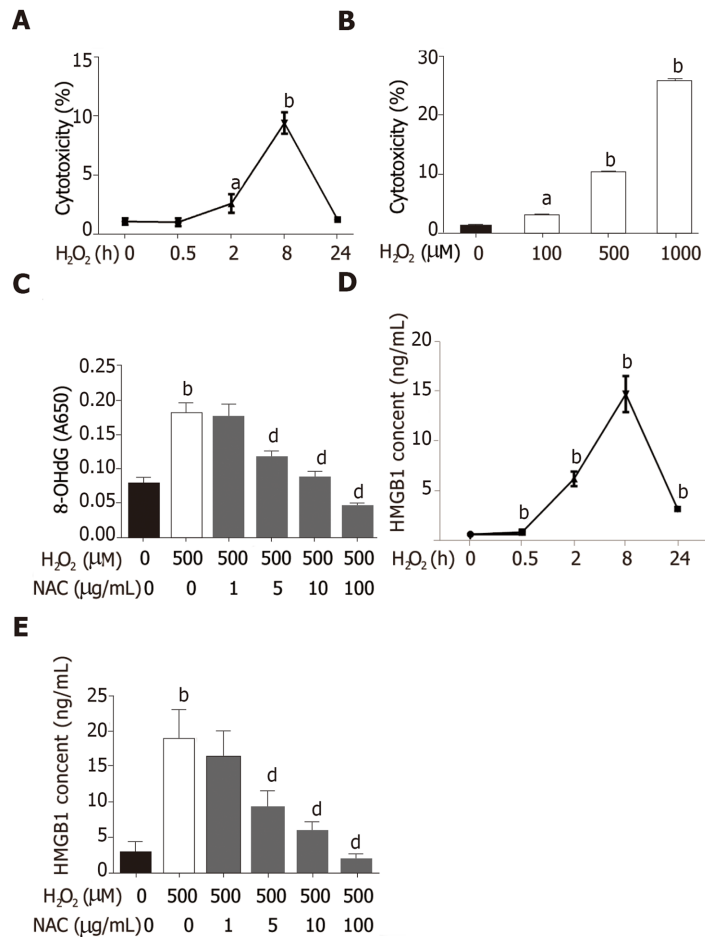 A
Cytotoxicity (%)
15
10
5
0
a
b
H₂O₂ (h) 0 0.5 2 8 24
B
Cytotoxicity (%)
30
20
10
0
a
b
b
H₂O₂ (μM) 0 100 500 1000
C
8-OHdG (A650)
0.25
0.20
0.15
0.10
0.05
0.00
b
d
d
d
H₂O₂ (μM) 0 500 500 500 500 500
NAC (μg/mL) 0 0 1 5 10 100
D
HMGB1 concent (ng/mL)
20
15
10
5
b
b
b
b
H₂O₂ (h) 0 0.5 2 8 24
E
HMGB1 concent (ng/mL)
25
20
15
10
5
0
b
d
d
d
H₂O₂ (μM) 0 500 500 500 500 500
NAC (μg/mL) 0 0 1 5 10 100